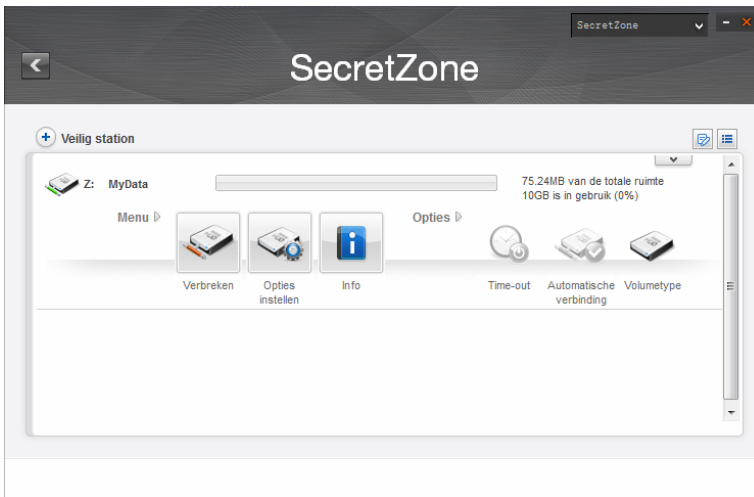 SecretZone
SecretZone
Veilig station
Z: MyData
75.24MB van de totale ruimte
10GB is in gebruik (0%)
Menu
Opties
Verbreken
Opties
instellen
Info
Time-out
Automatische
verbinding
Volumetype